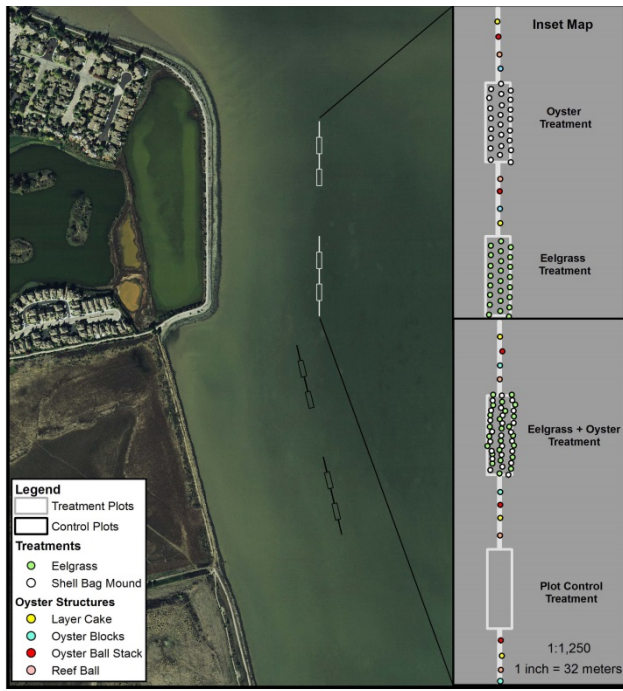 Inset Map
Oyster
Treatment
Eelgrass
Treatment
Eelgrass + Oyster
Treatment
Plot Control
Treatment
1:1,250
1 inch = 32 meters
Legend
Treatment Plots
Control Plots
Treatments
Eelgrass
Shell Bag Mound
Oyster Structures
Layer Cake
Oyster Blocks
Oyster Ball Stack
Reef Ball